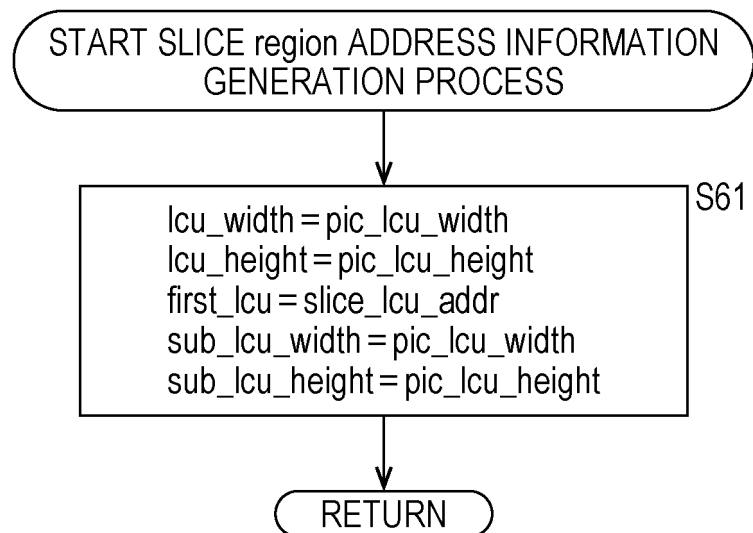 START SLICE region ADDRESS INFORMATION
GENERATION PROCESS
S61
lcu_width=pic_lcu_width
lcu_height=pic_lcu_height
first_lcu=slice_lcu_addr
sub_lcu_width=pic_lcu_width
sub_lcu_height=pic_lcu_height
RETURN